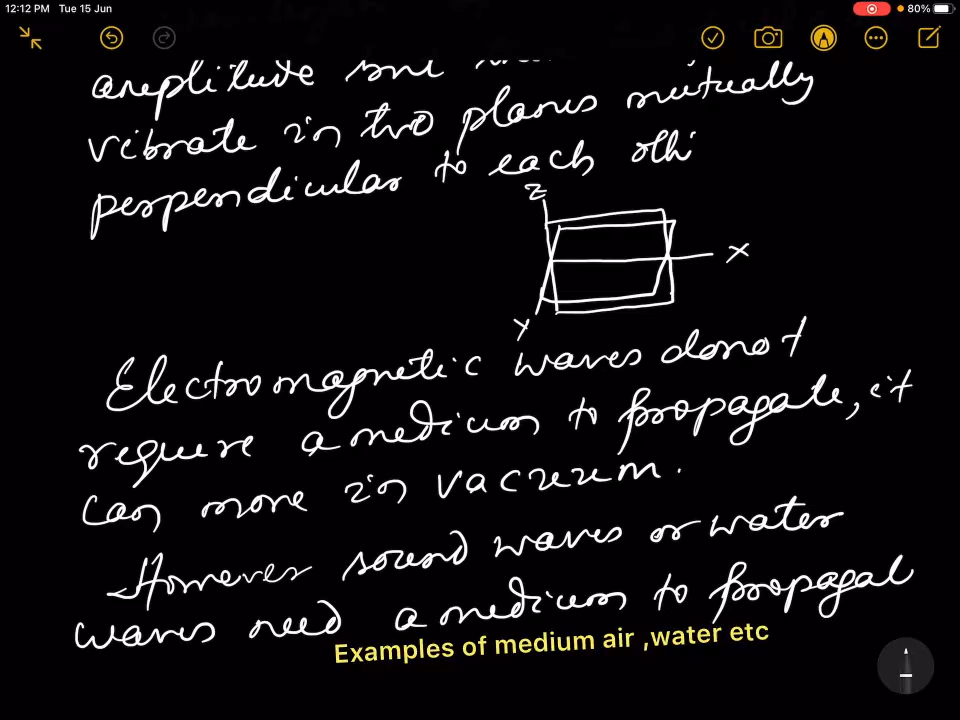 12:12 PM Tue 15 Jun
80%
amplitude but
vibrate in two planes mutually
perpendicular to each othe
Z
X
Y
Electromagnetic waves donot
require a medium to propagate, it
can move in vacuum.
However sound waves or water
waves need a medium to propagat
Examples of medium air ,water etc